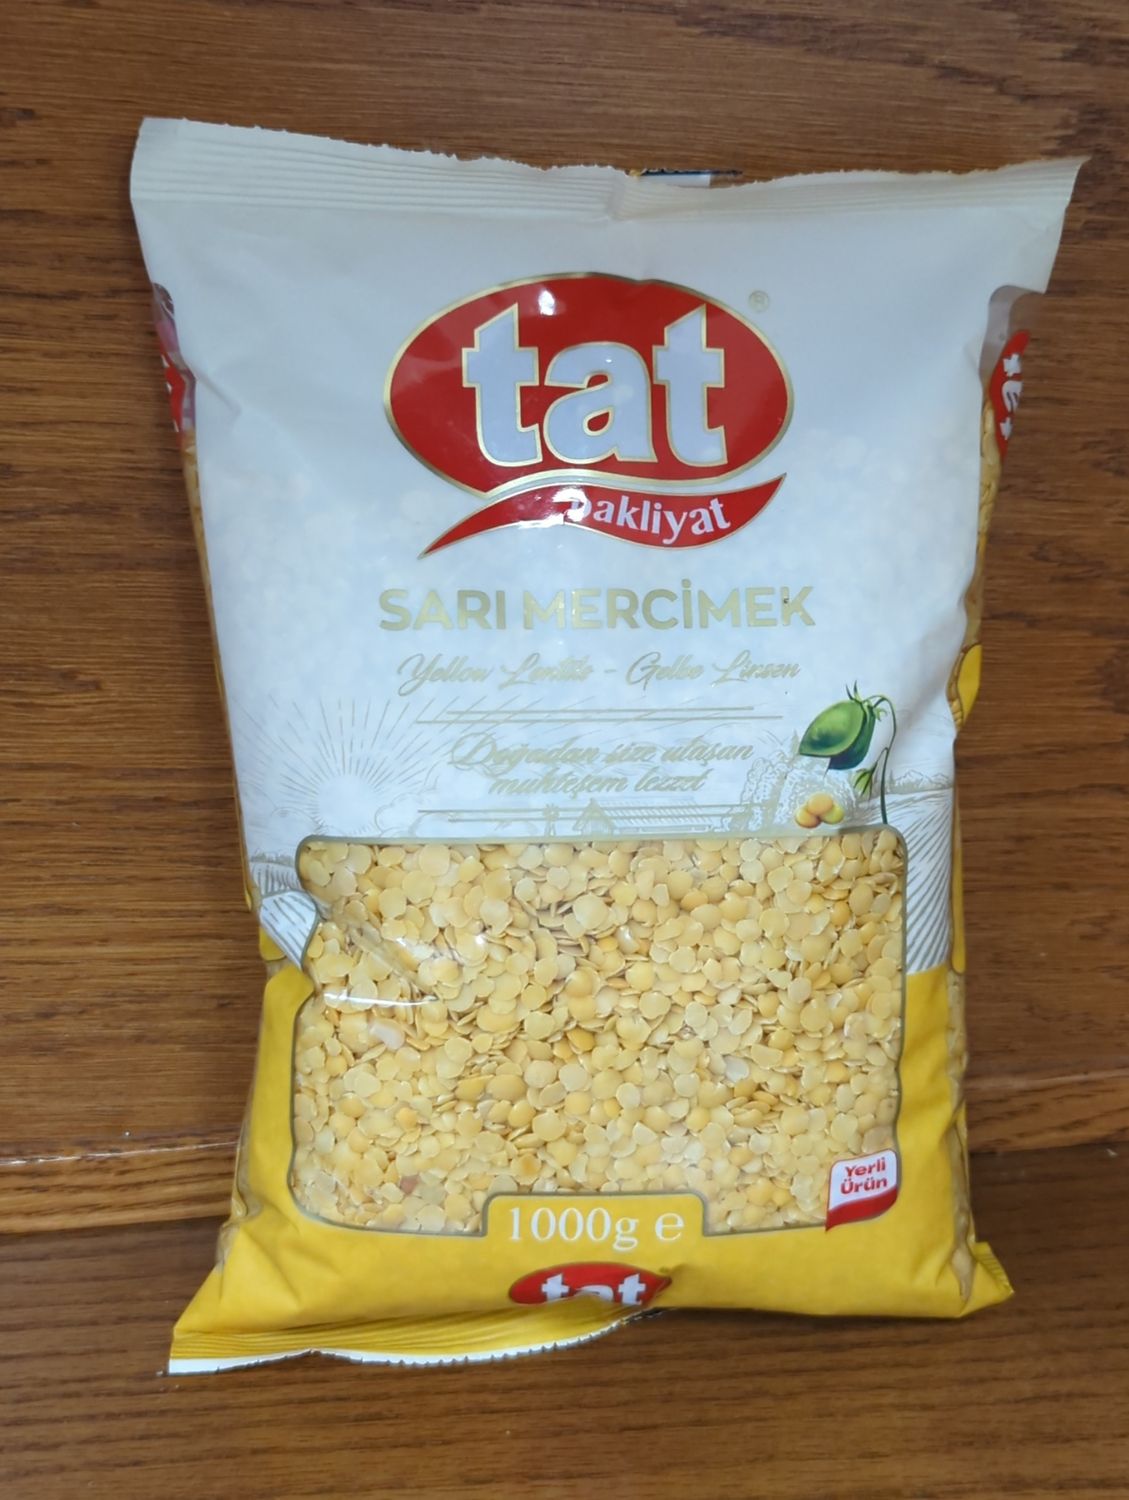 tat
®
bakliyat
SARI MERCİMEK
Yellow Lentils - Gelbe Linsen
Doğadan size ulaşan
muhteşem lezzet
Yerli
Ürün
1000g ℮
tat